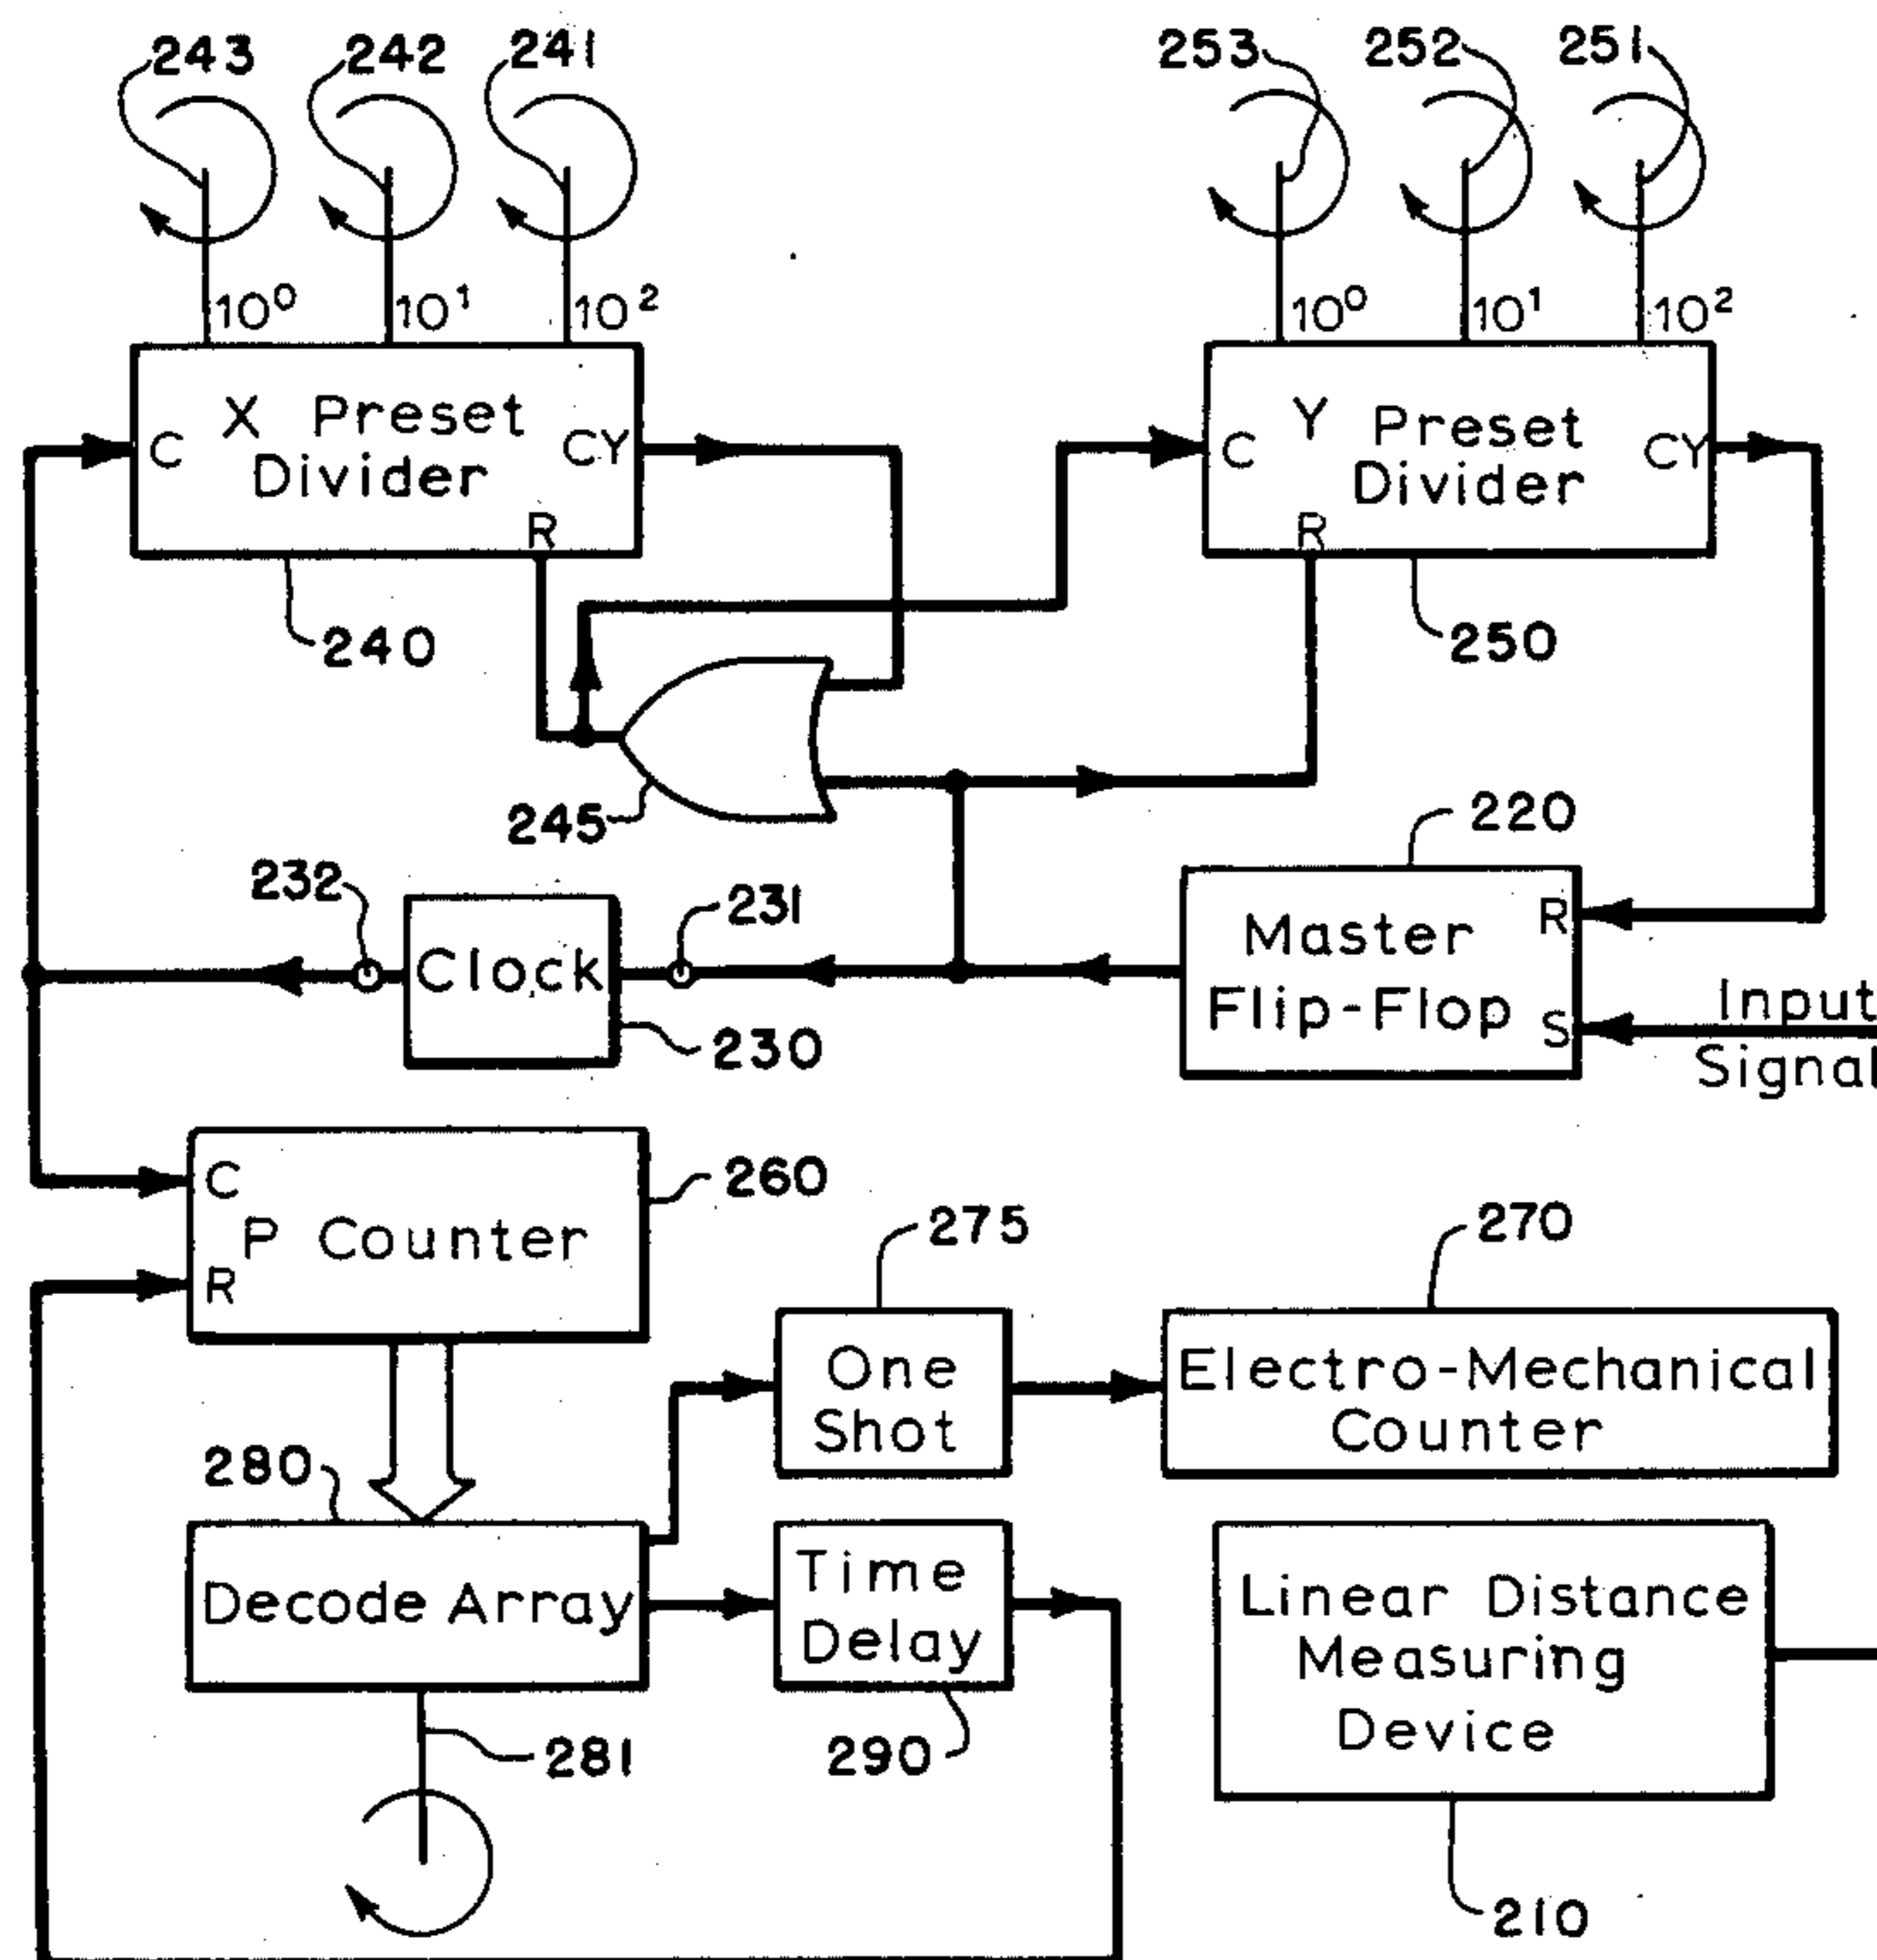 243 242 241 253 252 251
10⁰ 10¹ 10² 10⁰ 10¹ 10²
C X Preset Divider CY R
C Y Preset Divider CY R
240
250
245
220
232
231
Clock
230
Master Flip-Flop R S
Input
Signal
C
P Counter
R
260
275
270
One
Shot
Electro-Mechanical
Counter
280
Decode Array
Time
Delay
Linear Distance
Measuring
Device
281
290
210